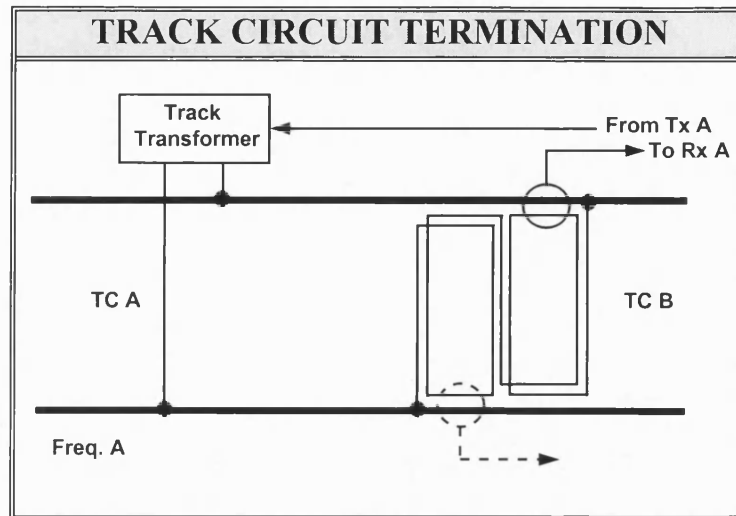 TRACK CIRCUIT TERMINATION
Track
Transformer
From Tx A
To Rx A
TC A
TC B
Freq. A